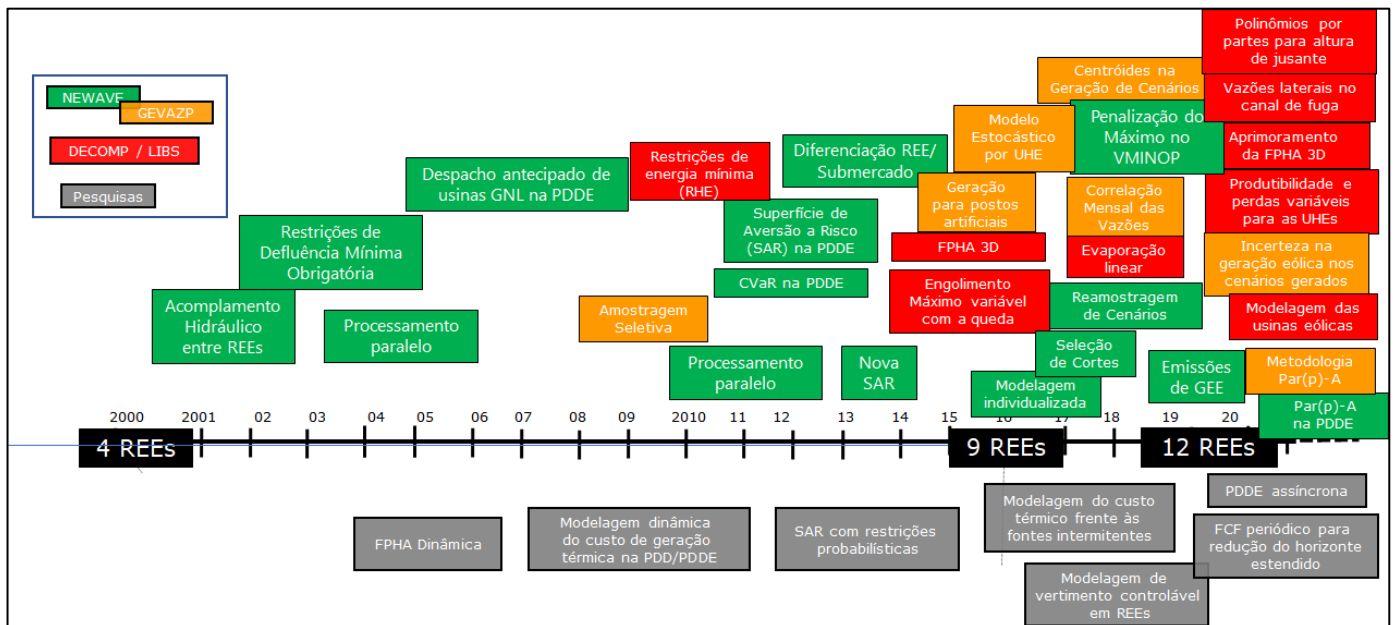 NEWAVE
GEVAZP
DECOMP / LIBS
Pesquisas
Acomplamento
Hidráulico
entre REEs
Restrições de
Defluência Mínima
Obrigatória
Processamento
paralelo
Despacho antecipado de
usinas GNL na PDDE
Amostragem
Seletiva
Restrições de
energia mínima
(RHE)
Processamento
paralelo
Diferenciação REE/
Submercado
Superfície de
Aversão a Risco
(SAR) na PDDE
CVaR na PDDE
Nova
SAR
Modelo
Estocástico
por UHE
Geração
para postos
artificiais
FPHA 3D
Engolimento
Máximo variável
com a queda
Modelagem
individualizada
Centróides na
Geração de Cenários
Penalização do
Máximo no
VMINOP
Correlação
Mensal das
Vazões
Evaporação
linear
Reamostragem
de Cenários
Seleção
de Cortes
Emissões
de GEE
Polinômios por
partes para altura
de jusante
Vazões laterais no
canal de fuga
Aprimoramento
da FPHA 3D
Produtibilidade e
perdas variáveis
para as UHEs
Incerteza na
geração eólica nos
cenários gerados
Modelagem das
usinas eólicas
Metodologia
Par(p)-A
Par(p)-A
na PDDE
2000 2001 02 03 04 05 06 07 08 09 2010 11 12 13 14 15 16 17 18 19 20
4 REEs
9 REEs
12 REEs
FPHA Dinâmica
Modelagem dinâmica
do custo de geração
térmica na PDD/PDDE
SAR com restrições
probabilísticas
Modelagem do custo
térmico frente às
fontes intermitentes
Modelagem de
vertimento controlável
em REEs
PDDE assíncrona
FCF periódico para
redução do horizonte
estendido